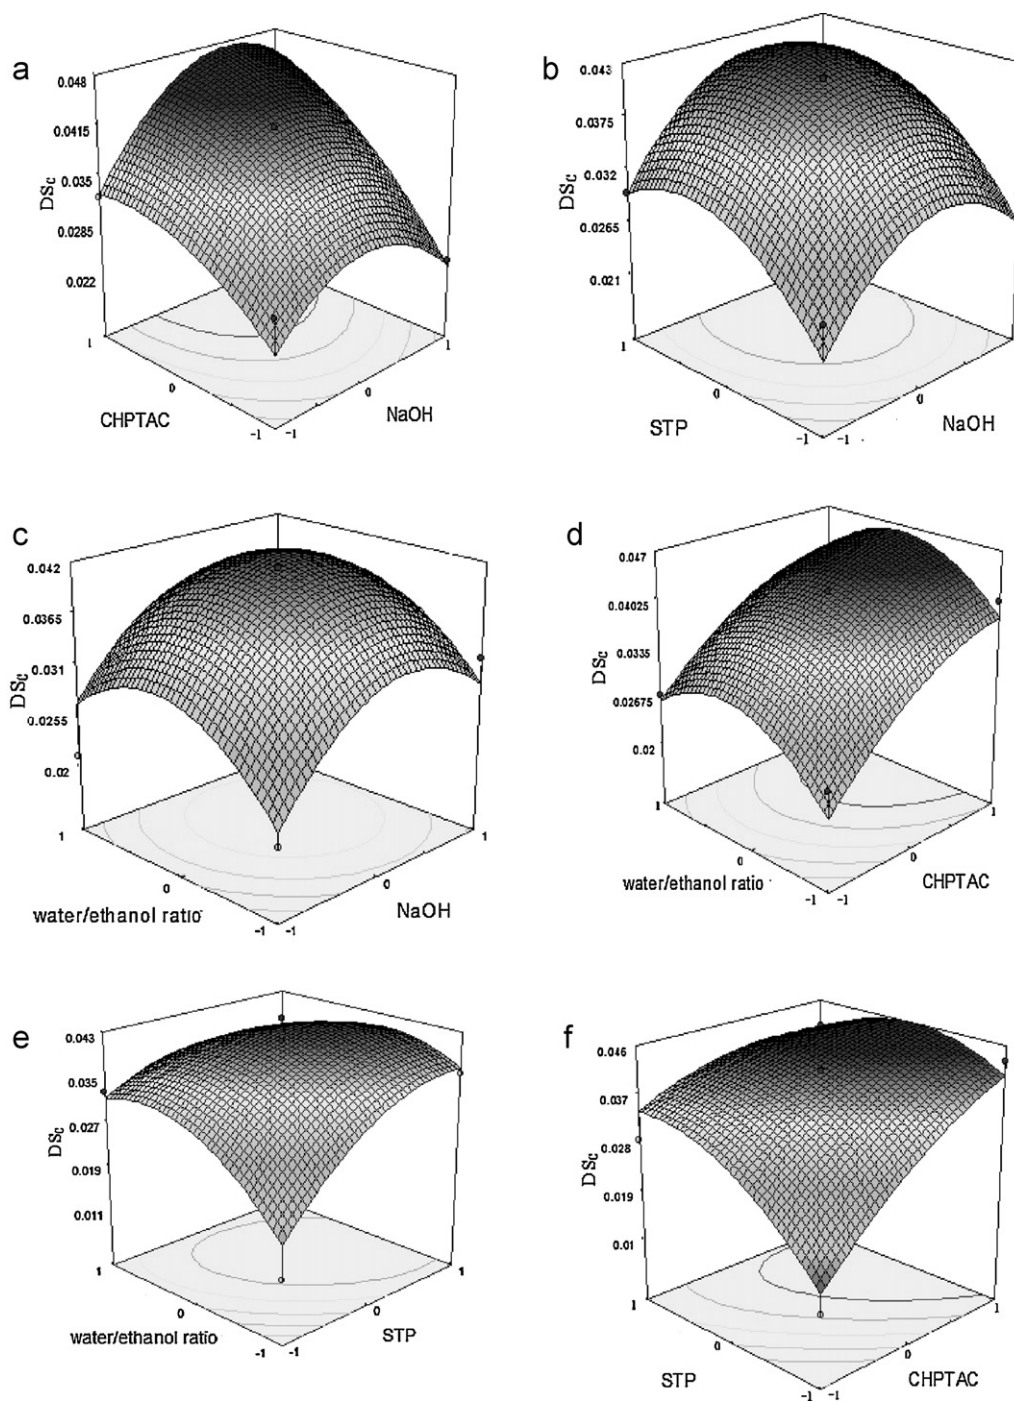 a
0.048
0.0415
0.035
0.0285
0.022
DSc
1
0
-1
CHPTAC
-1
0
1
NaOH
b
0.043
0.0375
0.032
0.0265
0.021
DSc
1
0
-1
STP
-1
0
NaOH
c
0.042
0.0365
0.031
0.0255
0.02
DSc
1
0
-1
water/ethanol ratio
-1
0
1
NaOH
d
0.047
0.04025
0.0335
0.02675
0.02
DSc
1
0
-1
water/ethanol ratio
-1
0
1
CHPTAC
e
0.043
0.035
0.027
0.019
0.011
DSc
1
0
-1
water/ethanol ratio
-1
0
1
STP
f
0.046
0.037
0.028
0.019
0.01
DSc
1
0
-1
STP
-1
0
1
CHPTAC